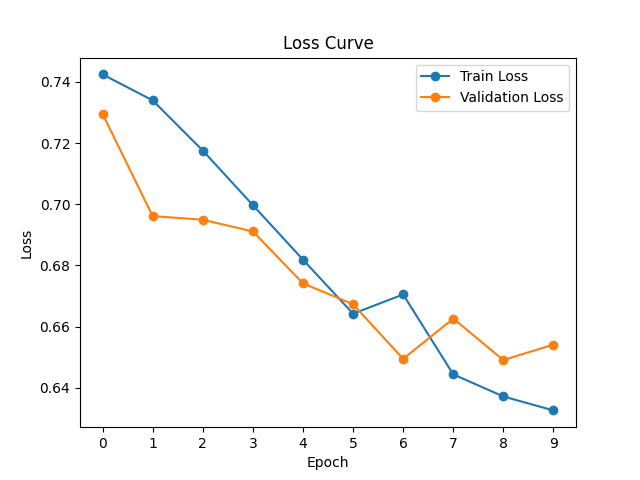 Loss Curve
Train Loss
Validation Loss
Loss
0.74
0.72
0.70
0.68
0.66
0.64
0 1 2 3 4 5 6 7 8 9
Epoch